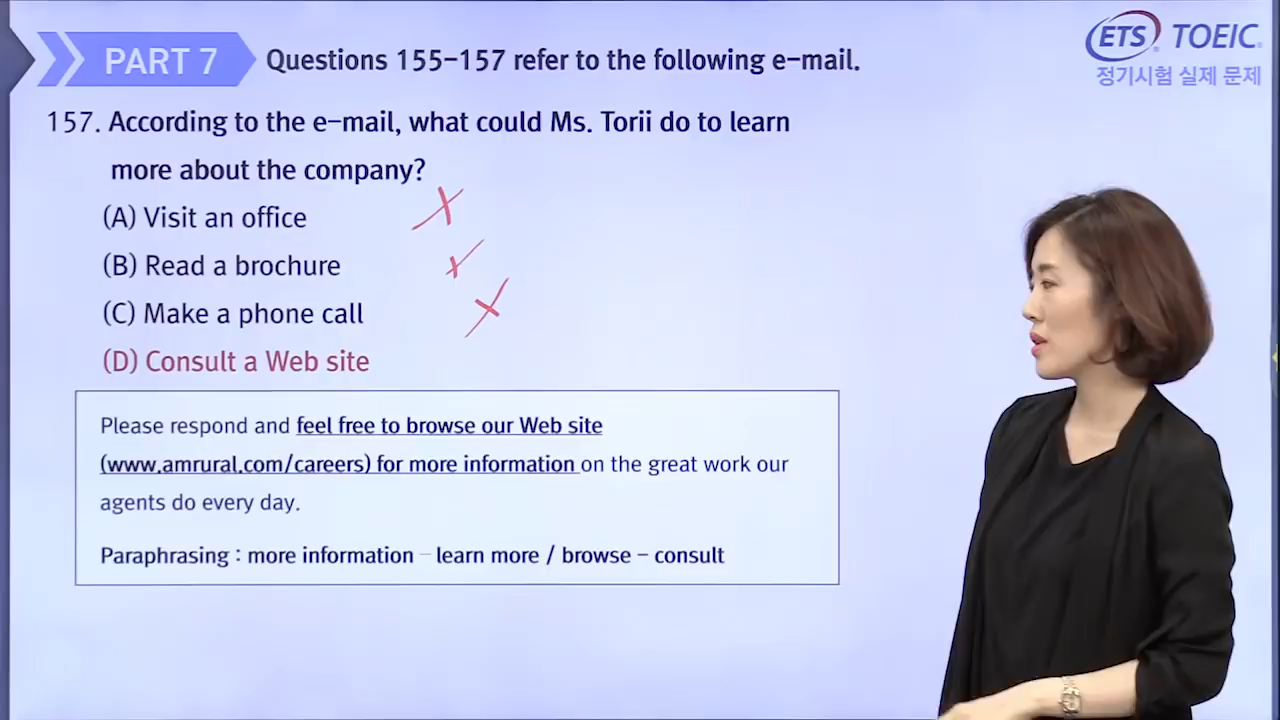 PART 7
Questions 155-157 refer to the following e-mail.
ETS TOEIC
정기시험 실제 문제
157. According to the e-mail, what could Ms. Torii do to learn
more about the company?
(A) Visit an office
(B) Read a brochure
(C) Make a phone call
(D) Consult a Web site
Please respond and feel free to browse our Web site
(www.amrural.com/careers) for more information on the great work our
agents do every day.
Paraphrasing : more information – learn more / browse – consult